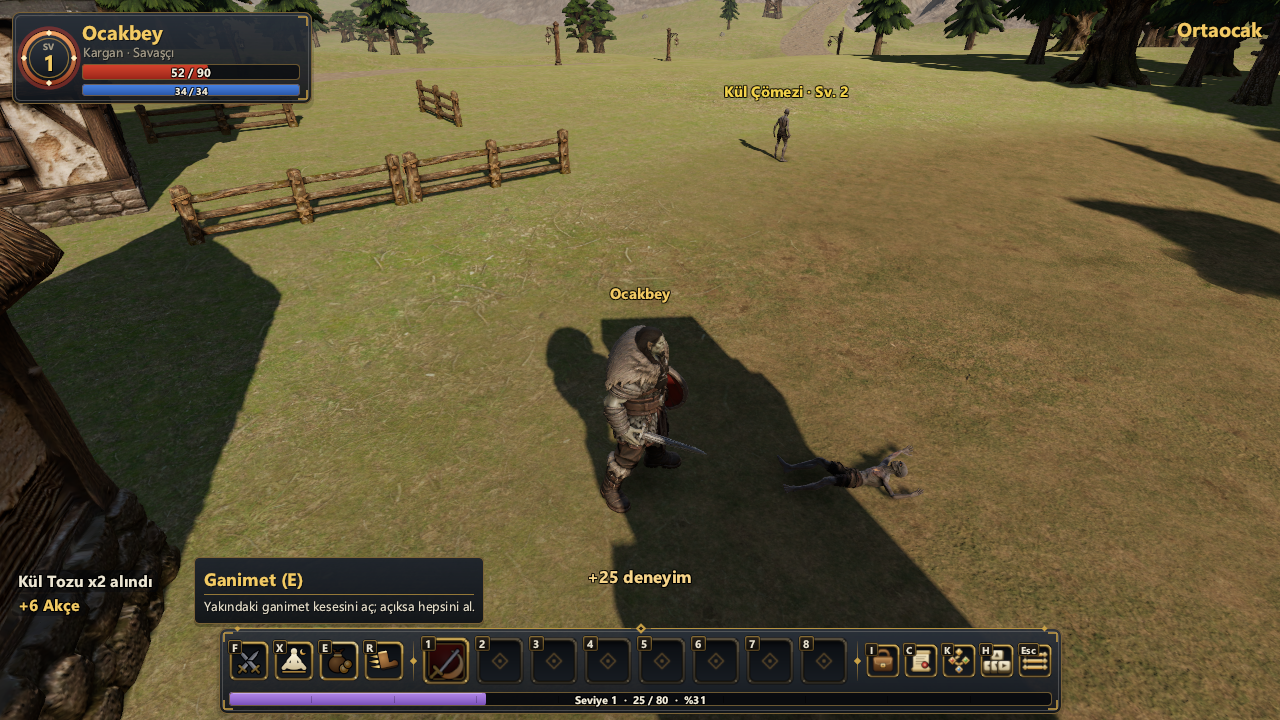 Ocakbey
SV
1
Kargan · Savaşçı
52 / 90
34 / 34
Ortaocak
Kül Çömezi · Sv. 2
Ocakbey
Kül Tozu x2 alındı
+6 Akçe
Ganimet (E)
Yakındaki ganimet kesesini aç; açıksa hepsini al.
+25 deneyim
F X E R 1 2 3 4 5 6 7 8 I C K H Esc
Seviye 1 · 25 / 80 · %31